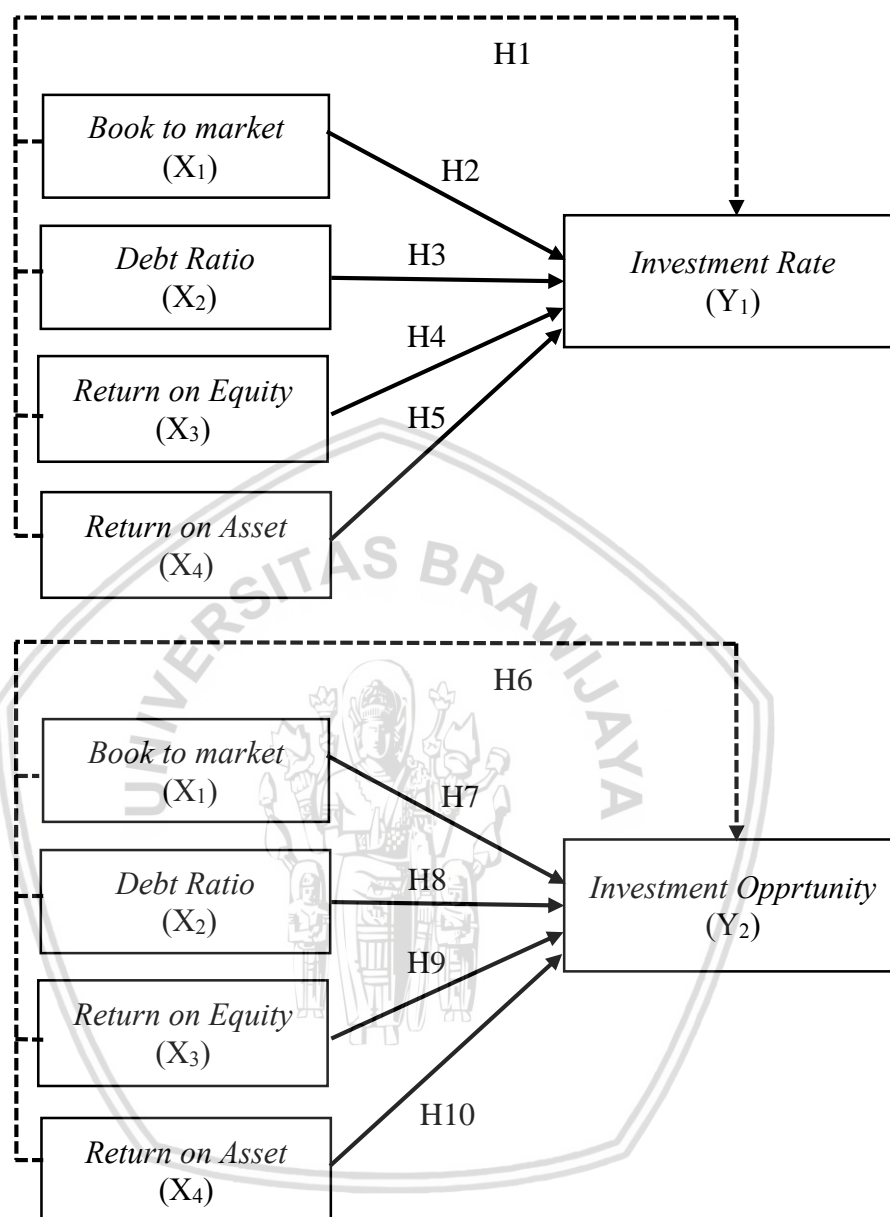 H1
Book to market
(X₁)
H2
Debt Ratio
(X₂)
H3
Investment Rate
(Y₁)
H4
Return on Equity
(X₃)
H5
Return on Asset
(X₄)
UNIVERSITAS BRAWIJAYA
H6
Book to market
(X₁)
H7
Debt Ratio
(X₂)
H8
Investment Opprtunity
(Y₂)
H9
Return on Equity
(X₃)
H10
Return on Asset
(X₄)